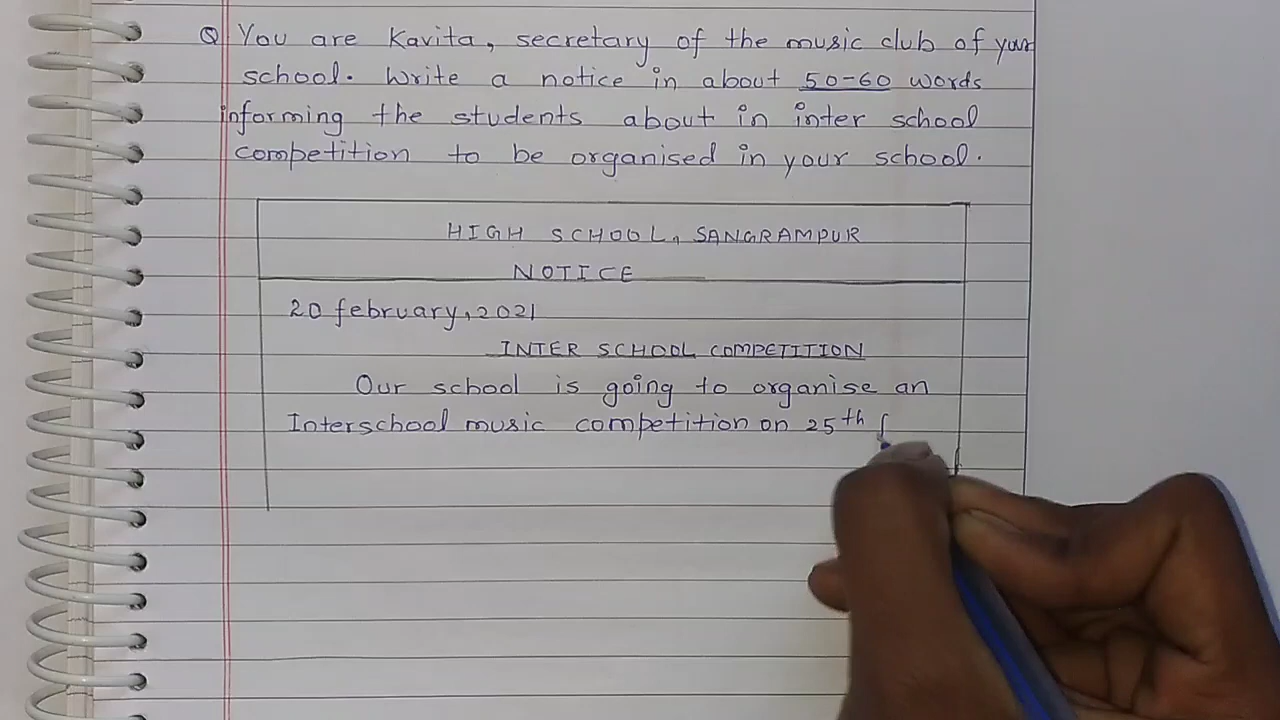 Q You are Kavita, secretary of the music club of your
school. Write a notice in about 50-60 words
informing the students about in inter school
competition to be organised in your school.
HIGH SCHOOL, SANGRAMPUR
NOTICE
20 february, 2021
INTER SCHOOL COMPETITION
Our school is going to organise an
Interschool music competition on 25th f